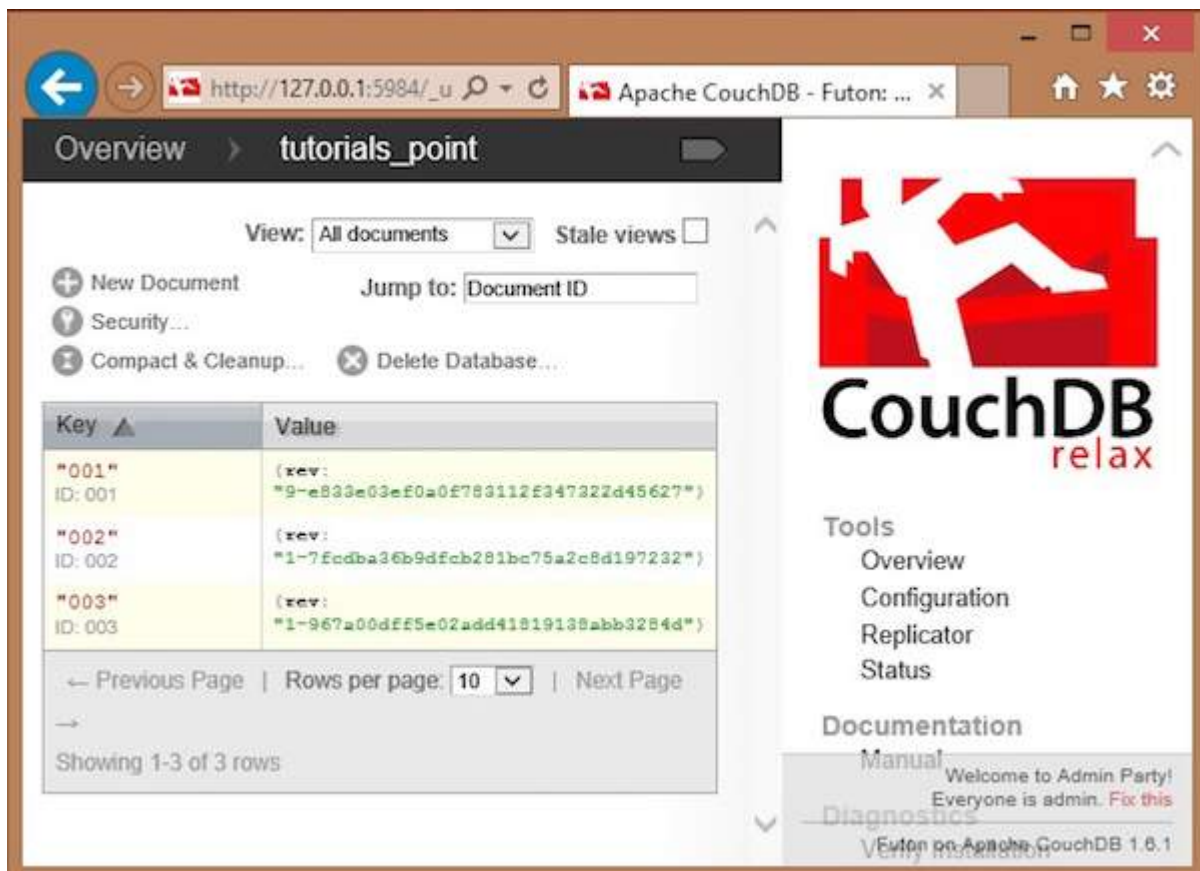 http://127.0.0.1:5984/_u
Apache CouchDB - Futon: ...
Overview
tutorials_point
View: All documents
Stale views
New Document
Jump to: Document ID
Security...
Compact & Cleanup...
Delete Database...
Key
Value
"001"
ID: 001
{rev:
"9-e833e03ef0a0f783112f347322d45627"}
"002"
ID: 002
{rev:
"1-7fcdba36b9dfcb281bc75a2c8d197232"}
"003"
ID: 003
{rev:
"1-967a00dff5e02add41819138abb3284d"}
← Previous Page | Rows per page: 10 | Next Page
→
Showing 1-3 of 3 rows
CouchDB
relax
Tools
Overview
Configuration
Replicator
Status
Documentation
Manual
Welcome to Admin Party!
Everyone is admin. Fix this
Diagnostics
Verify Installation
Futon on Apache CouchDB 1.6.1